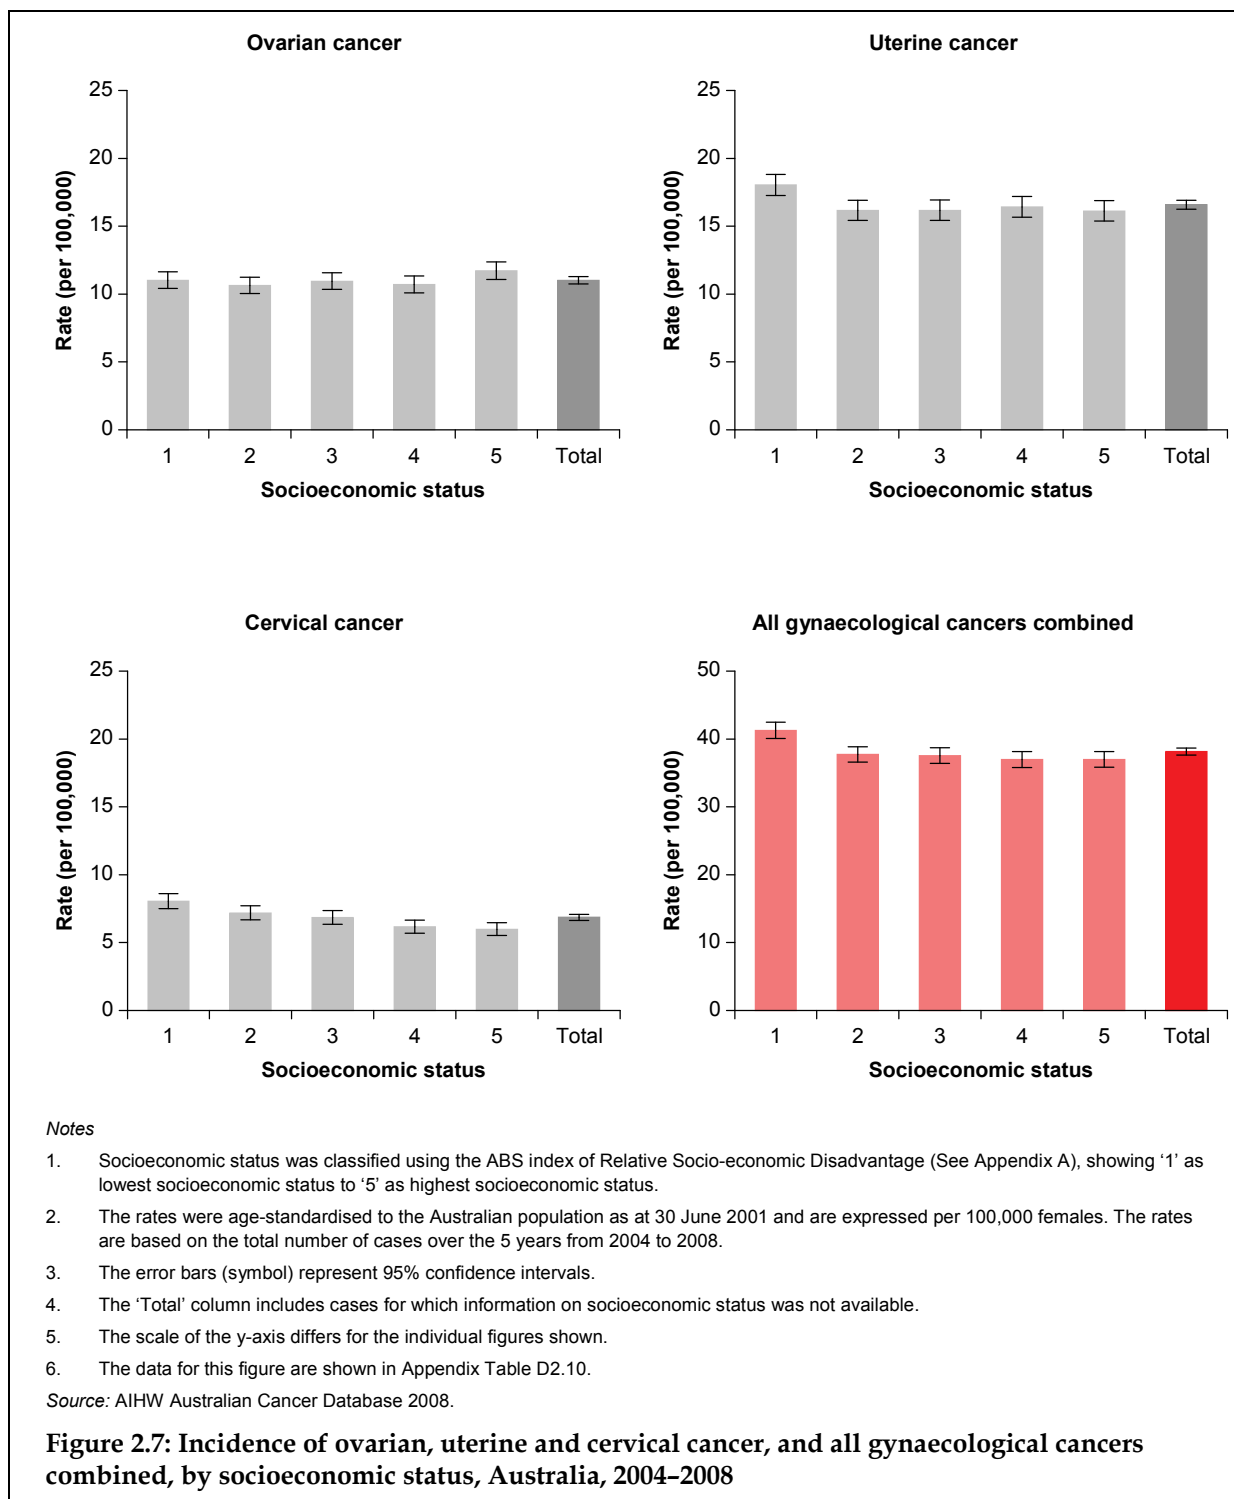 Ovarian cancer
25
20
15
10
5
0
Rate (per 100,000)
1 2 3 4 5 Total
Socioeconomic status
Uterine cancer
25
20
15
10
5
0
Rate (per 100,000)
1 2 3 4 5 Total
Socioeconomic status
Cervical cancer
25
20
15
10
5
0
Rate (per 100,000)
1 2 3 4 5 Total
Socioeconomic status
All gynaecological cancers combined
50
40
30
20
10
0
Rate (per 100,000)
1 2 3 4 5 Total
Socioeconomic status
Notes
1. Socioeconomic status was classified using the ABS index of Relative Socio-economic Disadvantage (See Appendix A), showing ‘1’ as
lowest socioeconomic status to ‘5’ as highest socioeconomic status.
2. The rates were age-standardised to the Australian population as at 30 June 2001 and are expressed per 100,000 females. The rates
are based on the total number of cases over the 5 years from 2004 to 2008.
3. The error bars (symbol) represent 95% confidence intervals.
4. The ‘Total’ column includes cases for which information on socioeconomic status was not available.
5. The scale of the y-axis differs for the individual figures shown.
6. The data for this figure are shown in Appendix Table D2.10.
Source: AIHW Australian Cancer Database 2008.
Figure 2.7: Incidence of ovarian, uterine and cervical cancer, and all gynaecological cancers
combined, by socioeconomic status, Australia, 2004–2008